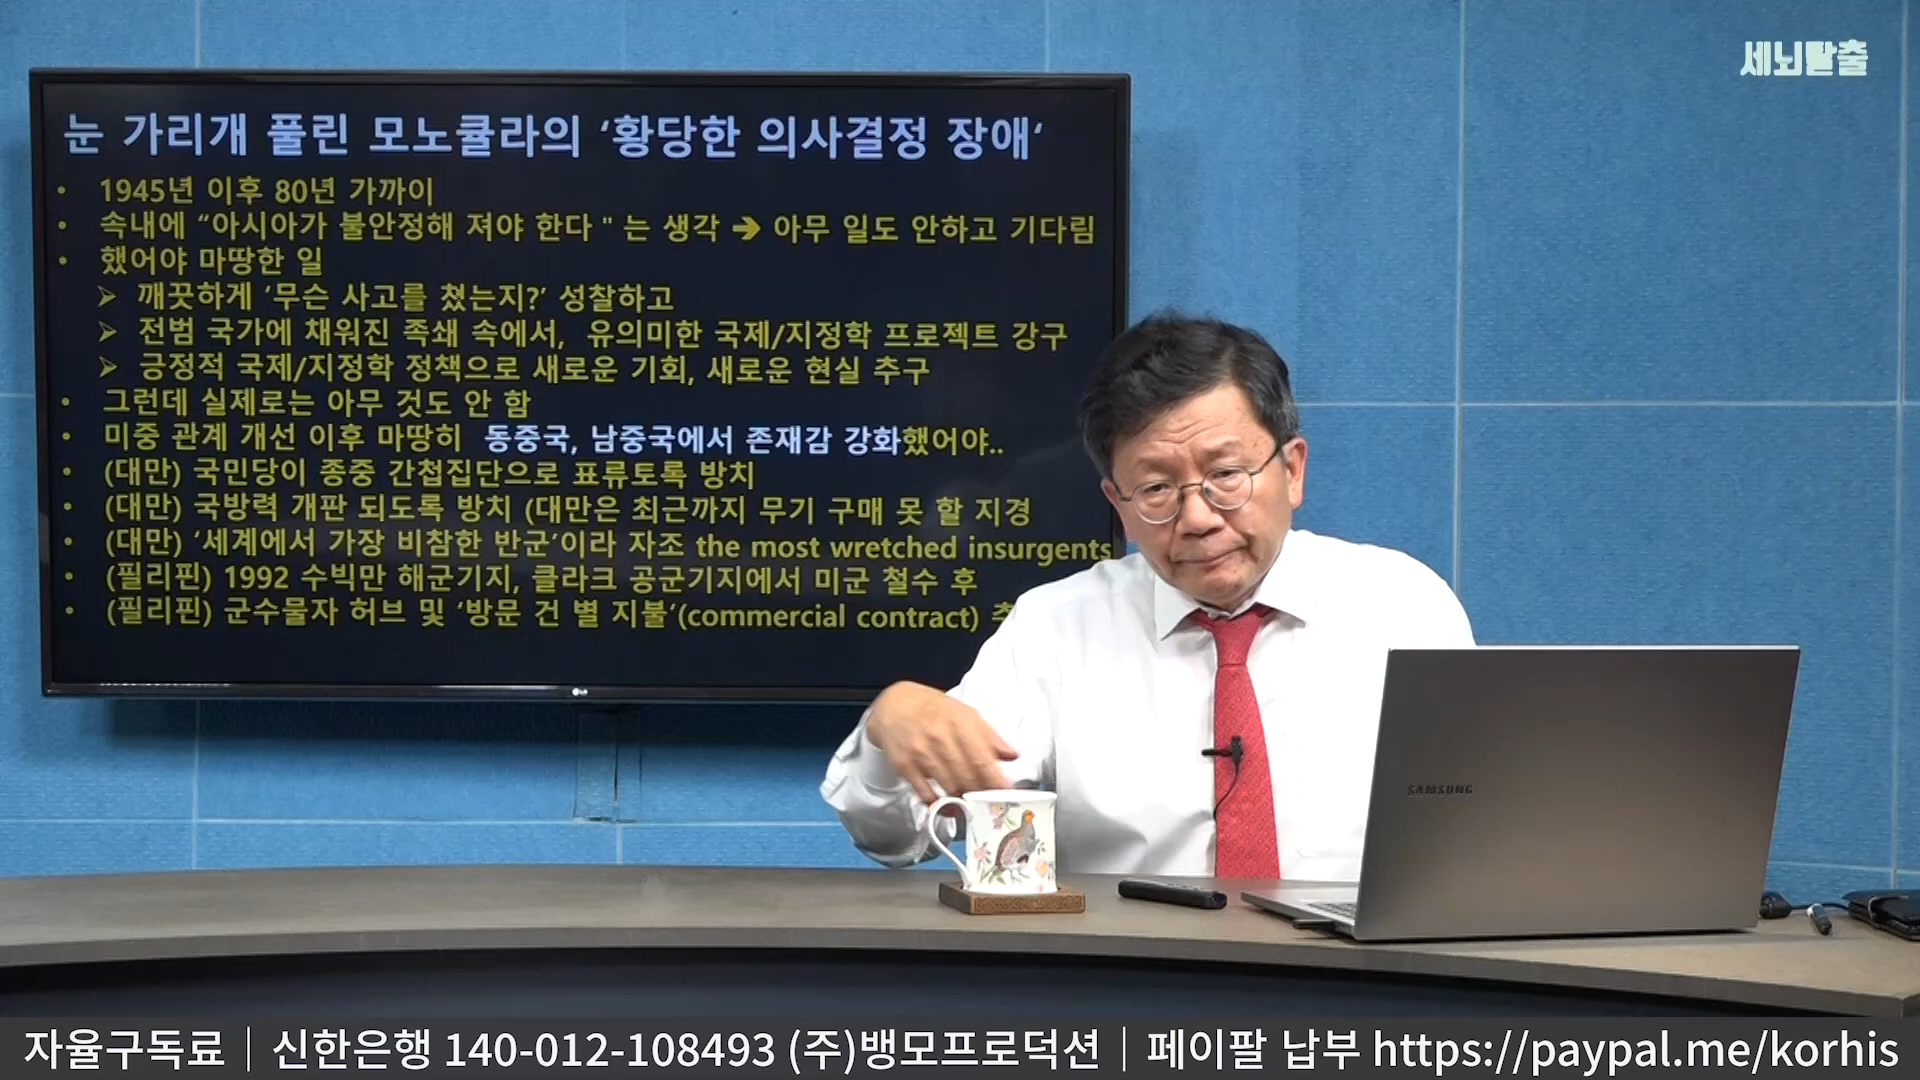 세뇌탈출
눈 가리개 풀린 모노큘라의 ‘황당한 의사결정 장애‘
• 1945년 이후 80년 가까이
• 속내에 “아시아가 불안정해 져야 한다 " 는 생각 ➔ 아무 일도 안하고 기다림
• 했어야 마땅한 일
➢ 깨끗하게 ‘무슨 사고를 쳤는지?’ 성찰하고
➢ 전범 국가에 채워진 족쇄 속에서, 유의미한 국제/지정학 프로젝트 강구
➢ 긍정적 국제/지정학 정책으로 새로운 기회, 새로운 현실 추구
• 그런데 실제로는 아무 것도 안 함
• 미중 관계 개선 이후 마땅히 동중국, 남중국에서 존재감 강화했어야..
• (대만) 국민당이 종중 간첩집단으로 표류토록 방치
• (대만) 국방력 개판 되도록 방치 (대만은 최근까지 무기 구매 못 할 지경
• (대만) ‘세계에서 가장 비참한 반군’이라 자조 the most wretched insurgents
• (필리핀) 1992 수빅만 해군기지, 클라크 공군기지에서 미군 철수 후
• (필리핀) 군수물자 허브 및 ‘방문 건 별 지불‘(commercial contract)
LG
SAMSUNG
자율구독료｜신한은행 140-012-108493 (주)뱅모프로덕션｜페이팔 납부 https://paypal.me/korhis